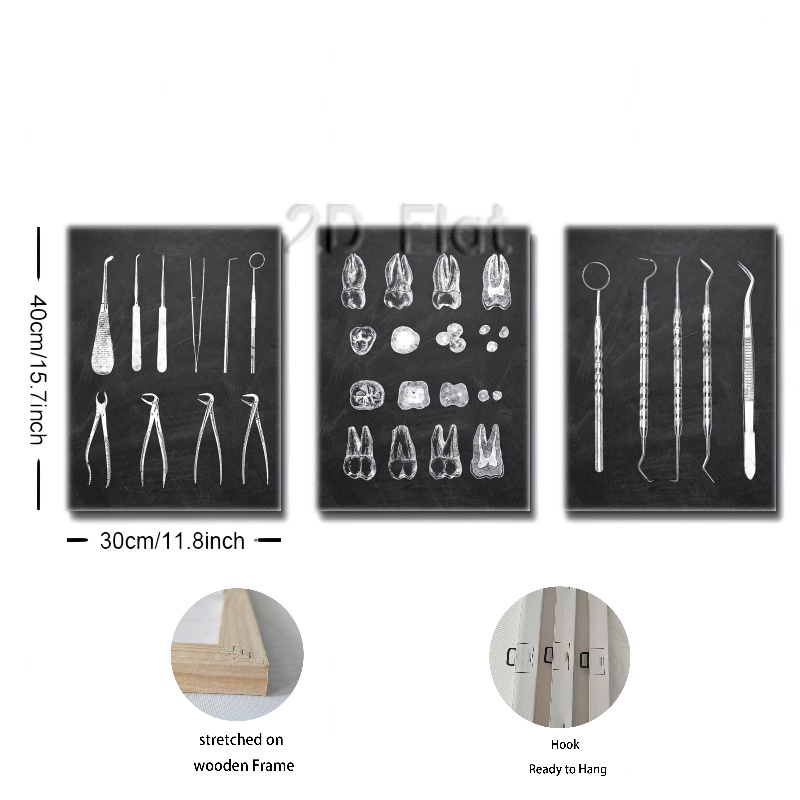 2D Flat
40cm/15.7inch
30cm/11.8inch
stretched on
wooden Frame
Hook
Ready to Hang